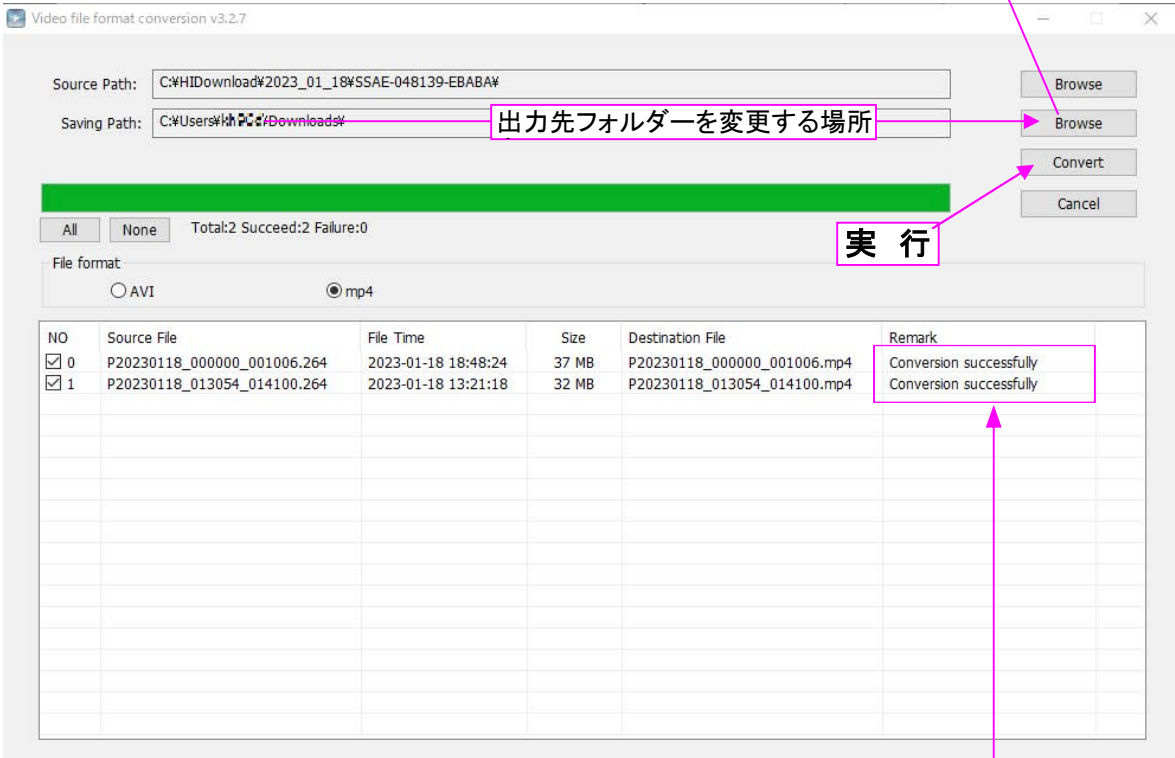 Video file format conversion v3.2.7
Source Path: C:¥HIDownload¥2023_01_18¥SSAE-048139-EBABA¥ Browse
Saving Path: C:¥Users¥ ¥Downloads¥ 出力先フォルダーを変更する場所 Browse
Convert
Cancel
All None Total:2 Succeed:2 Failure:0
実 行
File format
AVI mp4
NO Source File File Time Size Destination File Remark
0 P20230118_000000_001006.264 2023-01-18 18:48:24 37 MB P20230118_000000_001006.mp4 Conversion successfully
1 P20230118_013054_014100.264 2023-01-18 13:21:18 32 MB P20230118_013054_014100.mp4 Conversion successfully